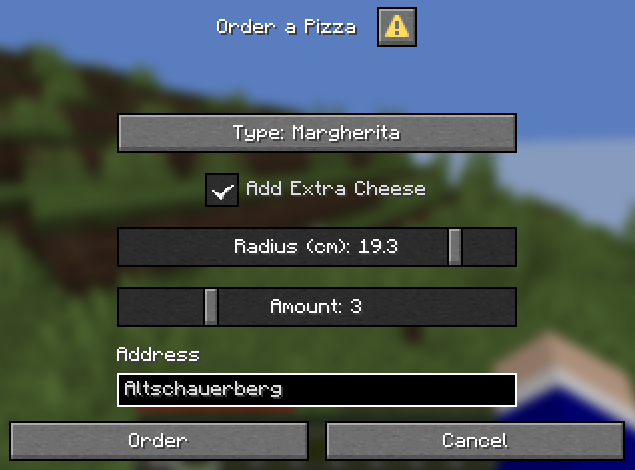 Order a Pizza
Type: Margherita
Add Extra Cheese
Radius (cm): 19.3
Amount: 3
Address
Altschauerberg
Order
Cancel